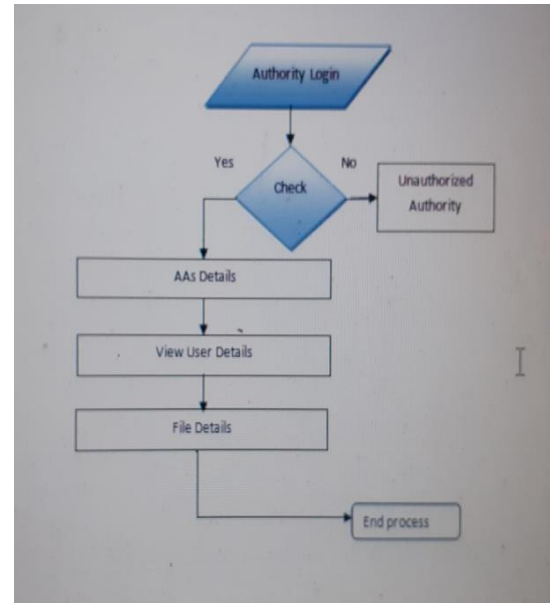 Authority Login
Yes
No
Check
Unauthorized
Authority
AAs Details
View User Details
File Details
End process